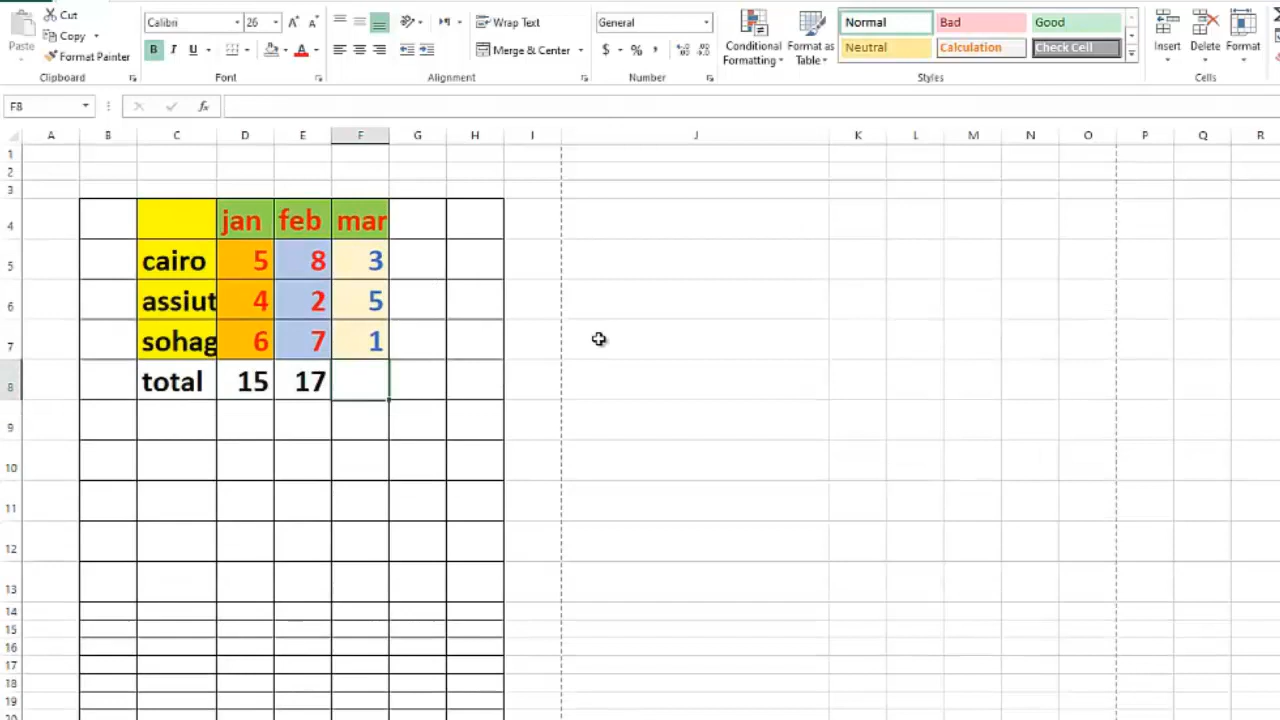 Cut
Copy
Format Painter
Paste
Clipboard
Calibri 26
B I U
Font
Wrap Text
Merge & Center
Alignment
General
$ % ,
Number
Conditional Formatting
Format as Table
Normal Bad Good
Neutral Calculation Check Cell
Styles
Insert Delete Format
Cells
F8 fx
A B C D E F G H I J K L M N O P Q R
1
2
3
4 jan feb mar
5 cairo 5 8 3
6 assiut 4 2 5
7 sohag 6 7 1
8 total 15 17
9
10
11
12
13
14
15
16
17
18
19